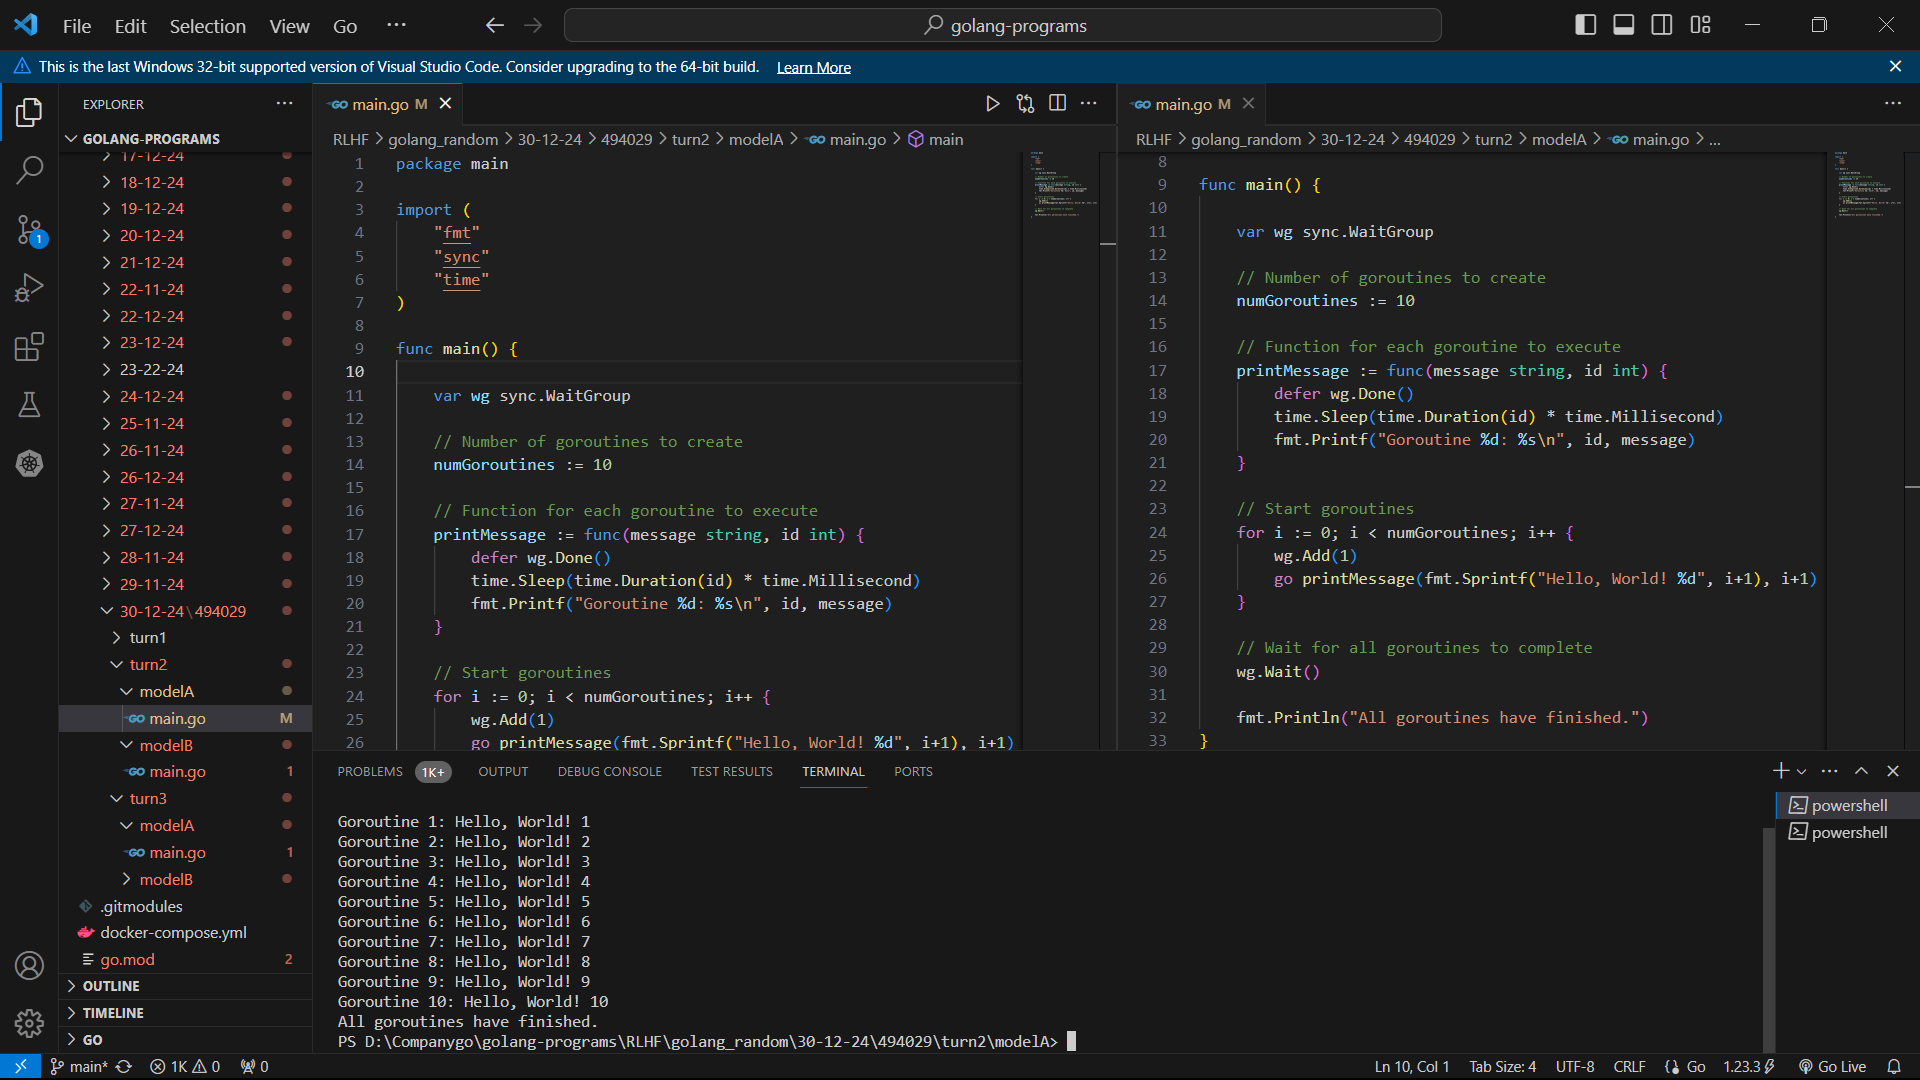 File Edit Selection View Go ···
golang-programs
This is the last Windows 32-bit supported version of Visual Studio Code. Consider upgrading to the 64-bit build. Learn More
EXPLORER
GOLANG-PROGRAMS
17-12-24
18-12-24
19-12-24
20-12-24
21-12-24
22-11-24
22-12-24
23-12-24
23-22-24
24-12-24
25-11-24
26-11-24
26-12-24
27-11-24
27-12-24
28-11-24
29-11-24
30-12-24\494029
turn1
turn2
modelA
main.go M
modelB
main.go 1
turn3
modelA
main.go 1
modelB
.gitmodules
docker-compose.yml
go.mod 2
OUTLINE
TIMELINE
GO
1
main.go M
RLHF > golang_random > 30-12-24 > 494029 > turn2 > modelA > main.go > main
1 package main
2
3 import (
4 "fmt"
5 "sync"
6 "time"
7 )
8
9 func main() {
10
11 var wg sync.WaitGroup
12
13 // Number of goroutines to create
14 numGoroutines := 10
15
16 // Function for each goroutine to execute
17 printMessage := func(message string, id int) {
18 defer wg.Done()
19 time.Sleep(time.Duration(id) * time.Millisecond)
20 fmt.Printf("Goroutine %d: %s\n", id, message)
21 }
22
23 // Start goroutines
24 for i := 0; i < numGoroutines; i++ {
25 wg.Add(1)
26 go printMessage(fmt.Sprintf("Hello, World! %d", i+1), i+1)
main.go M
RLHF > golang_random > 30-12-24 > 494029 > turn2 > modelA > main.go > ...
8
9 func main() {
10
11 var wg sync.WaitGroup
12
13 // Number of goroutines to create
14 numGoroutines := 10
15
16 // Function for each goroutine to execute
17 printMessage := func(message string, id int) {
18 defer wg.Done()
19 time.Sleep(time.Duration(id) * time.Millisecond)
20 fmt.Printf("Goroutine %d: %s\n", id, message)
21 }
22
23 // Start goroutines
24 for i := 0; i < numGoroutines; i++ {
25 wg.Add(1)
26 go printMessage(fmt.Sprintf("Hello, World! %d", i+1), i+1)
27 }
28
29 // Wait for all goroutines to complete
30 wg.Wait()
31
32 fmt.Println("All goroutines have finished.")
33 }
PROBLEMS 1K+ OUTPUT DEBUG CONSOLE TEST RESULTS TERMINAL PORTS
Goroutine 1: Hello, World! 1
Goroutine 2: Hello, World! 2
Goroutine 3: Hello, World! 3
Goroutine 4: Hello, World! 4
Goroutine 5: Hello, World! 5
Goroutine 6: Hello, World! 6
Goroutine 7: Hello, World! 7
Goroutine 8: Hello, World! 8
Goroutine 9: Hello, World! 9
Goroutine 10: Hello, World! 10
All goroutines have finished.
PS D:\Companygo\golang-programs\RLHF\golang_random\30-12-24\494029\turn2\modelA>
powershell
powershell
main* 1K 0 0 Ln 10, Col 1 Tab Size: 4 UTF-8 CRLF Go 1.23.3 Go Live